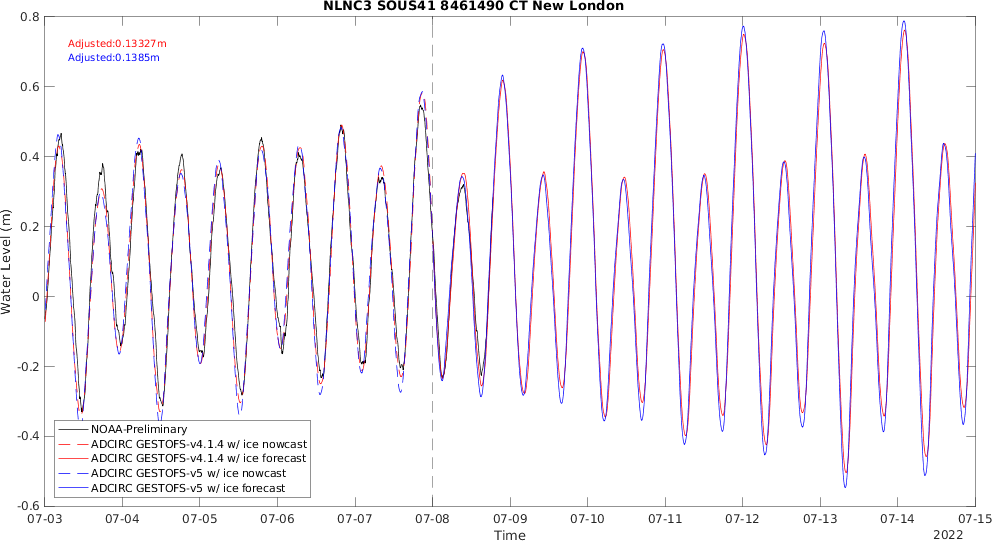 NLNC3 SOUS41 8461490 CT New London
Adjusted:0.13327m
Adjusted:0.1385m
Water Level (m)
0.8
0.6
0.4
0.2
0
-0.2
-0.4
-0.6
NOAA-Preliminary
ADCIRC GESTOFS-v4.1.4 w/ ice nowcast
ADCIRC GESTOFS-v4.1.4 w/ ice forecast
ADCIRC GESTOFS-v5 w/ ice nowcast
ADCIRC GESTOFS-v5 w/ ice forecast
07-03 07-04 07-05 07-06 07-07 07-08 07-09 07-10 07-11 07-12 07-13 07-14 07-15
Time
2022